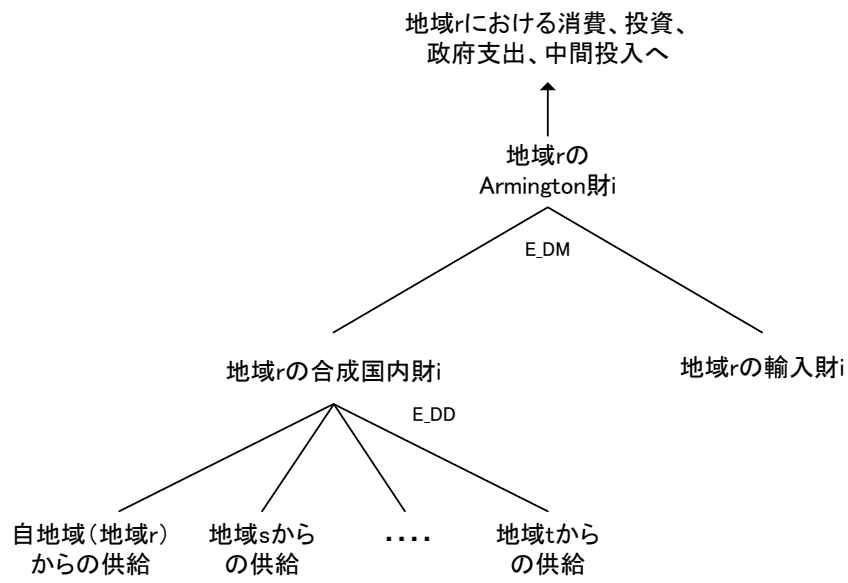 地域rにおける消費、投資、
政府支出、中間投入へ
地域rの
Armington財i
E_DM
地域rの合成国内財i
地域rの輸入財i
E_DD
自地域（地域r）
からの供給
地域sから
の供給
････
地域tから
の供給